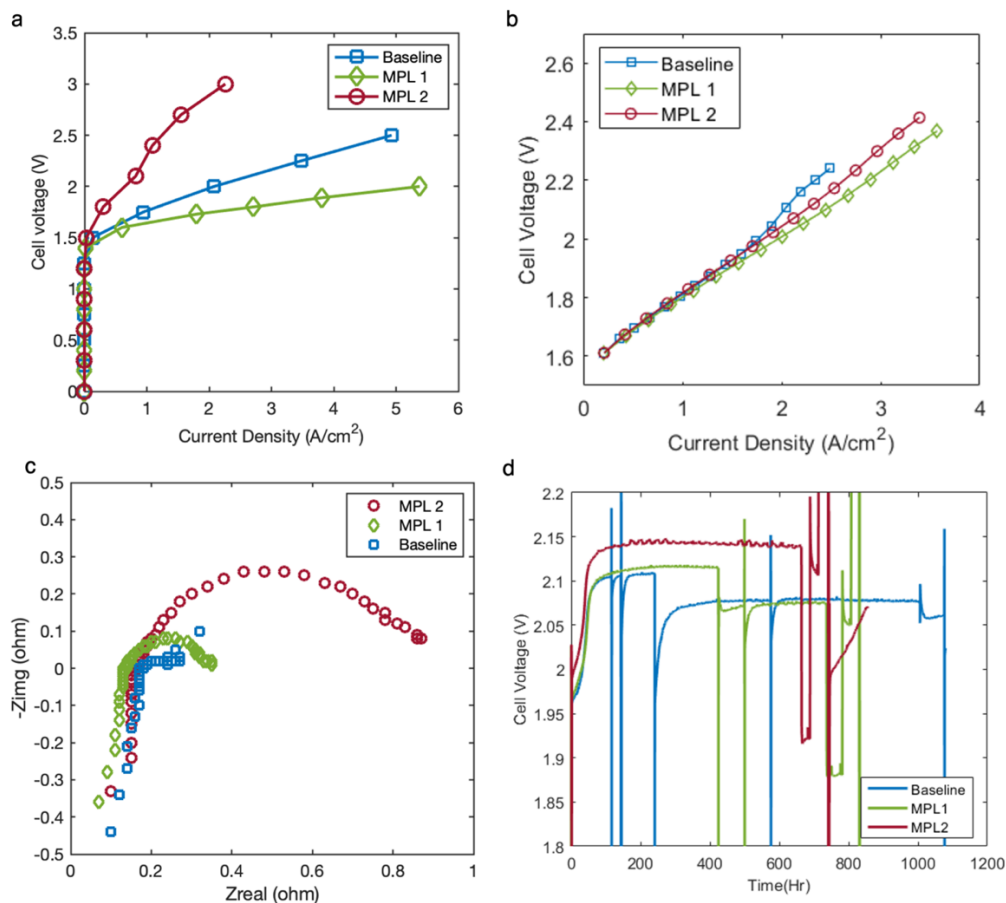 a
3.5
3
2.5
2
1.5
1
0.5
0
Cell voltage (V)
Baseline
MPL 1
MPL 2
0 1 2 3 4 5 6
Current Density (A/cm²)
b
2.6
2.4
2.2
2
1.8
1.6
Cell Voltage (V)
Baseline
MPL 1
MPL 2
0 1 2 3 4
Current Density (A/cm²)
c
0.5
0.4
0.3
0.2
0.1
0
-0.1
-0.2
-0.3
-0.4
-0.5
-Zimg (ohm)
MPL 2
MPL 1
Baseline
0 0.2 0.4 0.6 0.8 1
Zreal (ohm)
d
2.2
2.15
2.1
2.05
2
1.95
1.9
1.85
1.8
Cell Voltage (V)
Baseline
MPL1
MPL2
0 200 400 600 800 1000 1200
Time(Hr)